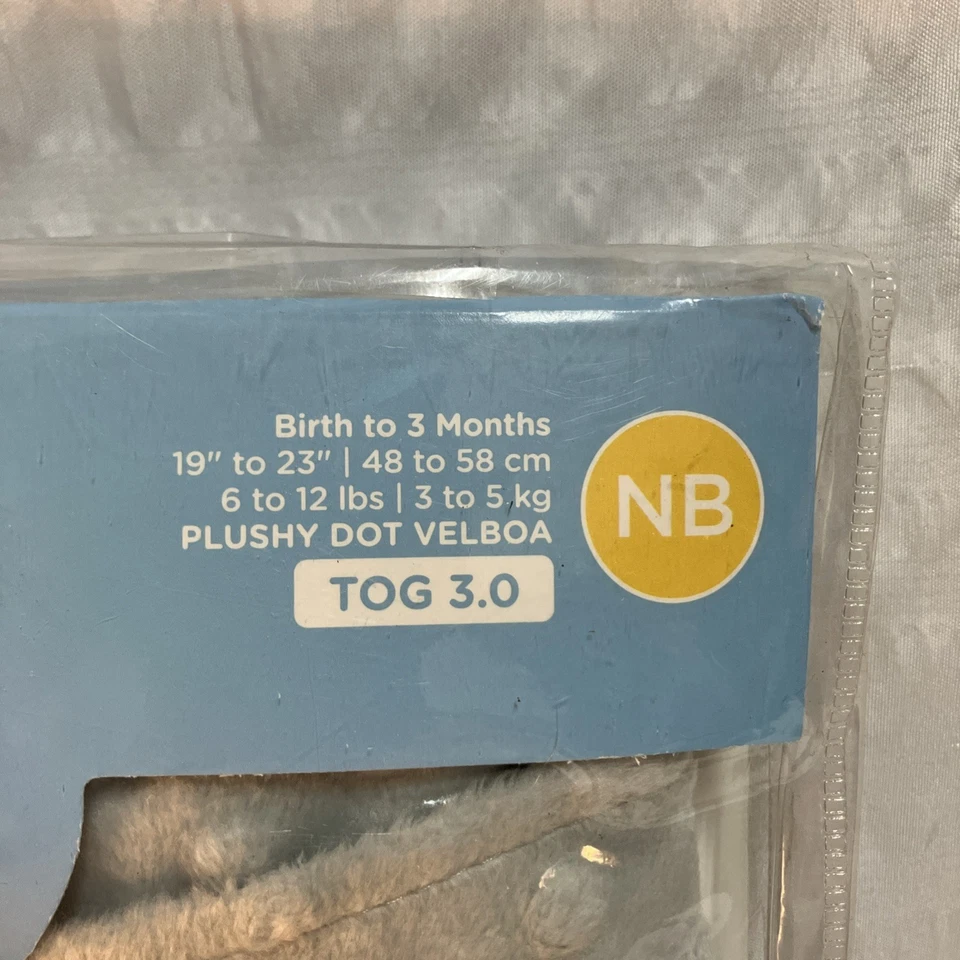 Birth to 3 Months
19" to 23" | 48 to 58 cm
6 to 12 lbs | 3 to 5 kg
PLUSHY DOT VELBOA
TOG 3.0
NB